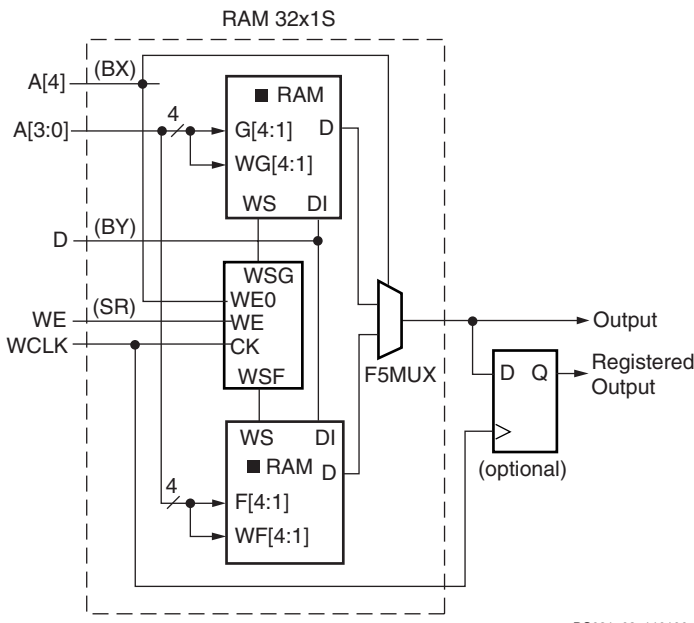 RAM 32x1S
A[4]
(BX)
RAM
D
A[3:0]
4
G[4:1]
WG[4:1]
WS DI
D
(BY)
WSG
WE0
WE
(SR)
WE
WCLK
CK
WSF
F5MUX
Output
D Q
Registered
Output
(optional)
WS DI
RAM
D
4
F[4:1]
WF[4:1]